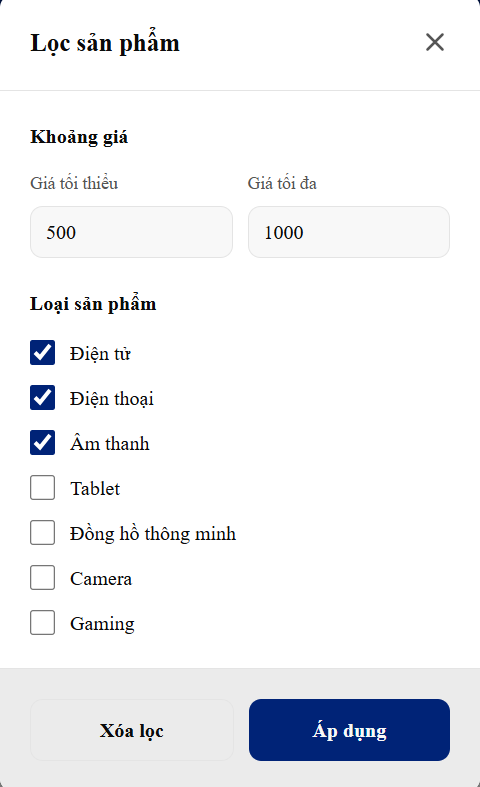 Lọc sản phẩm
Khoảng giá
Giá tối thiểu Giá tối đa
500 1000
Loại sản phẩm
Điện tử
Điện thoại
Âm thanh
Tablet
Đồng hồ thông minh
Camera
Gaming
Xóa lọc Áp dụng